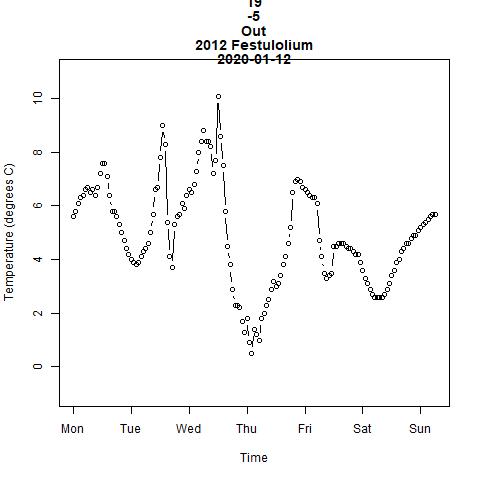 19
-5
Out
2012 Festulolium
2020-01-12
Temperature (degrees C)
10
8
6
4
2
0
Mon Tue Wed Thu Fri Sat Sun
Time